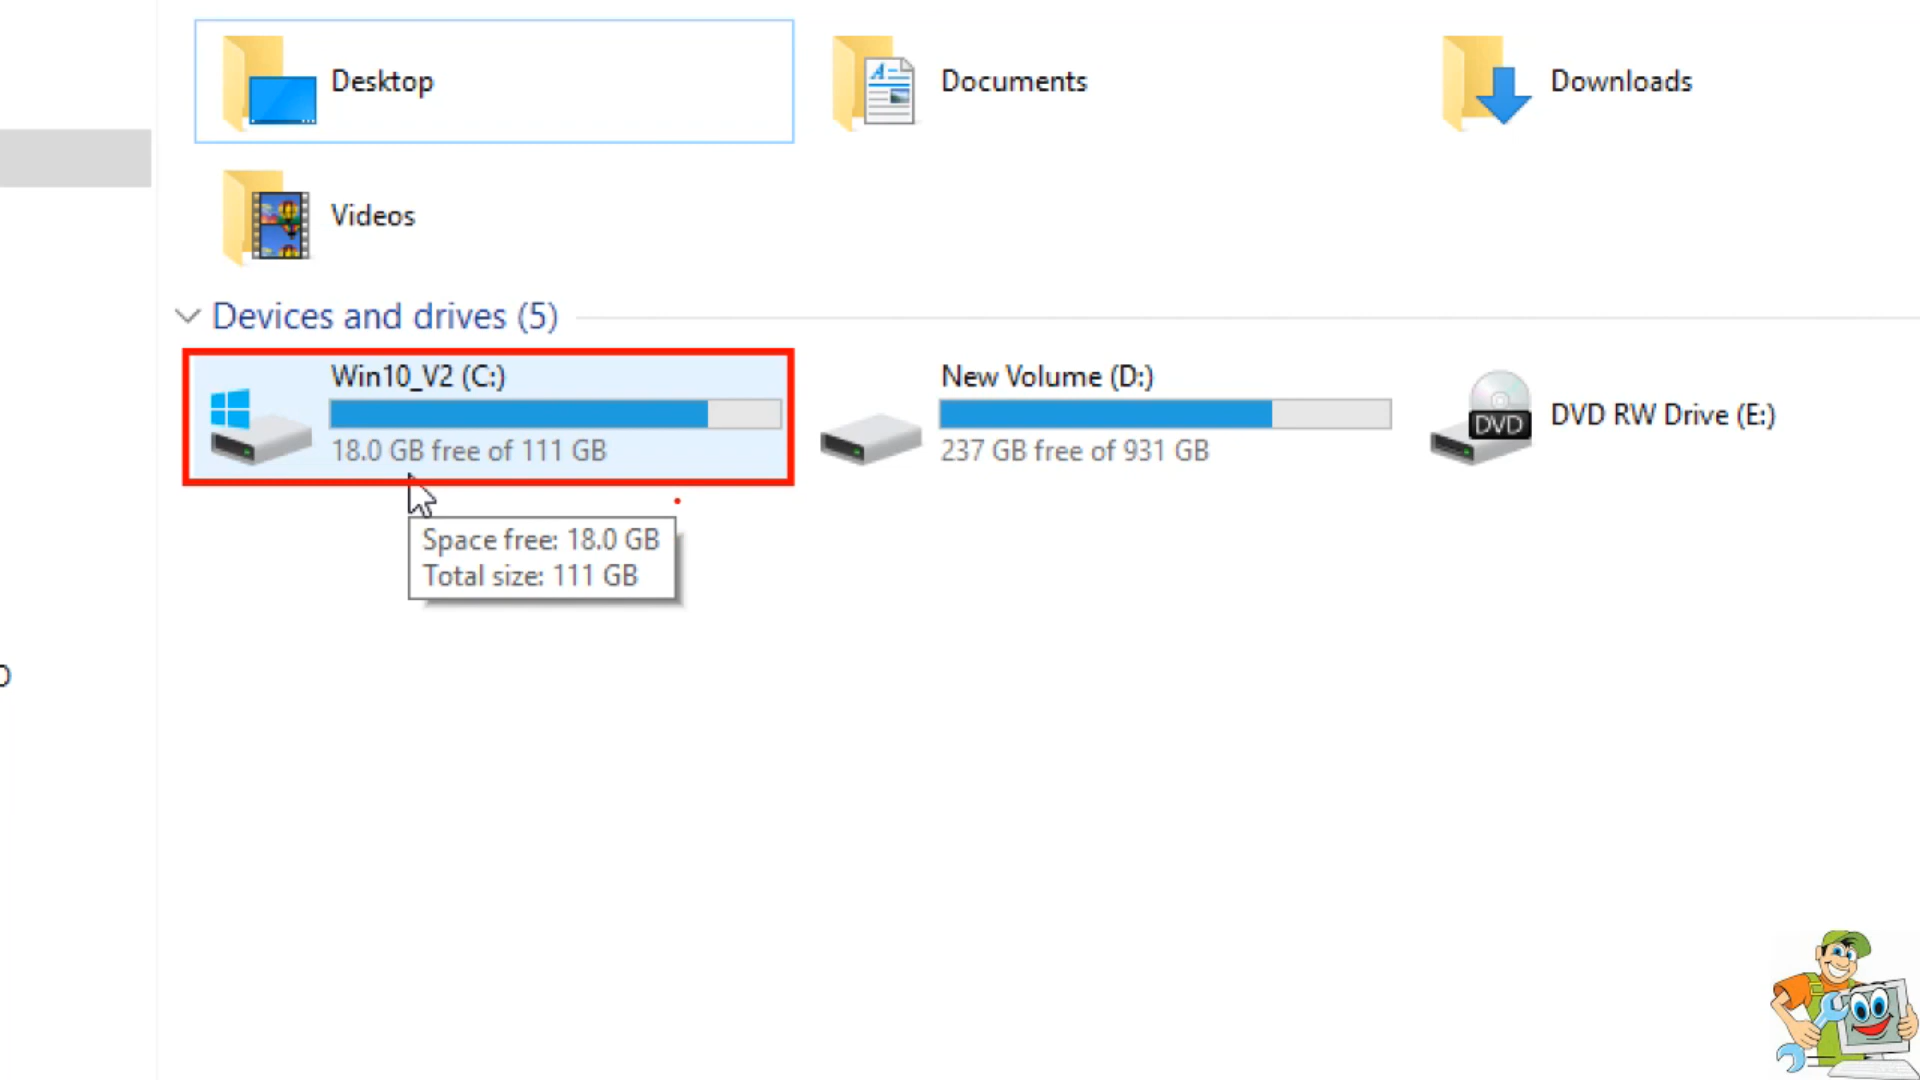 Desktop
Documents
Downloads
Videos
Devices and drives (5)
Win10_V2 (C:)
18.0 GB free of 111 GB
New Volume (D:)
237 GB free of 931 GB
DVD
DVD RW Drive (E:)
Space free: 18.0 GB
Total size: 111 GB